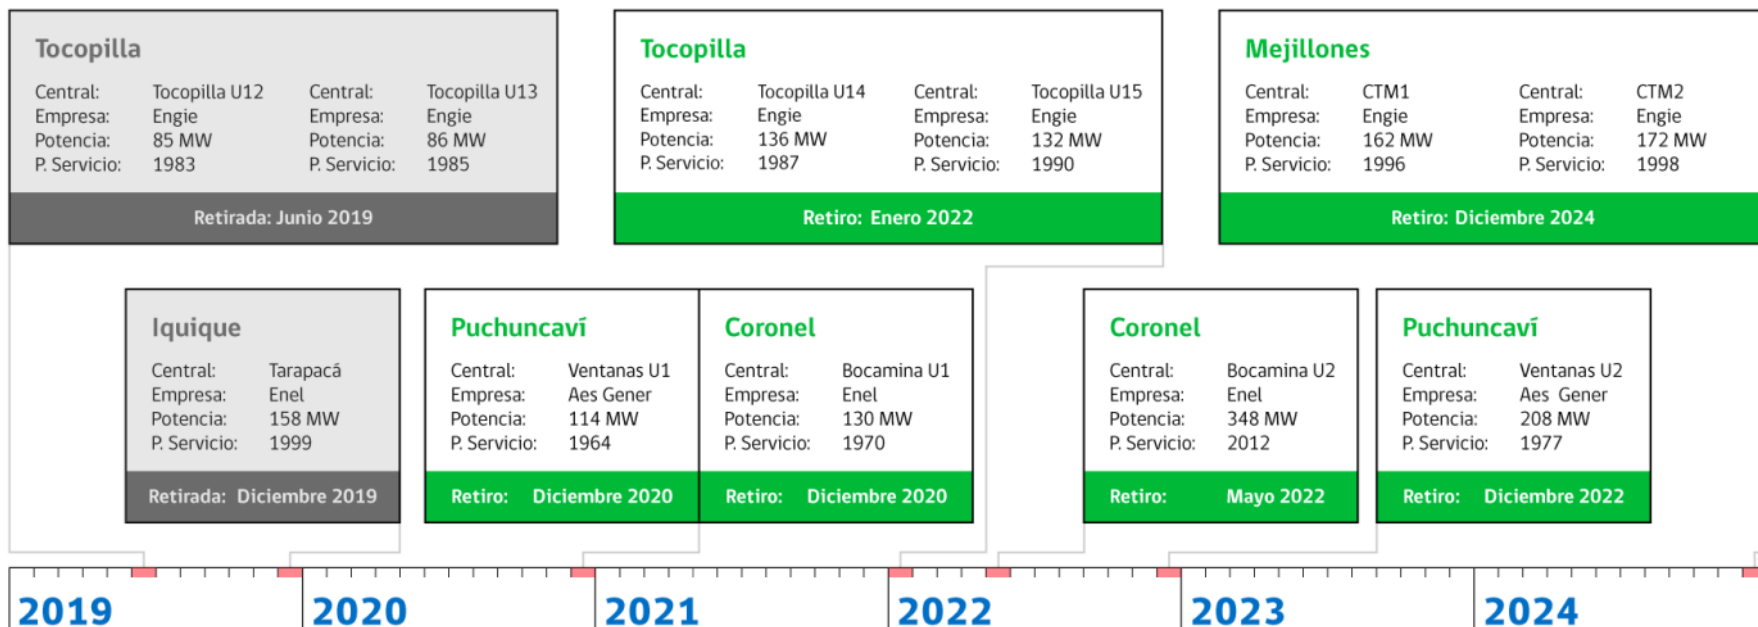 Tocopilla
Central: Tocopilla U12 Central: Tocopilla U13
Empresa: Engie Empresa: Engie
Potencia: 85 MW Potencia: 86 MW
P. Servicio: 1983 P. Servicio: 1985
Retirada: Junio 2019
Tocopilla
Central: Tocopilla U14 Central: Tocopilla U15
Empresa: Engie Empresa: Engie
Potencia: 136 MW Potencia: 132 MW
P. Servicio: 1987 P. Servicio: 1990
Retiro: Enero 2022
Mejillones
Central: CTM1 Central: CTM2
Empresa: Engie Empresa: Engie
Potencia: 162 MW Potencia: 172 MW
P. Servicio: 1996 P. Servicio: 1998
Retiro: Diciembre 2024
Iquique
Central: Tarapacá
Empresa: Enel
Potencia: 158 MW
P. Servicio: 1999
Retirada: Diciembre 2019
Puchuncaví
Central: Ventanas U1
Empresa: Aes Gener
Potencia: 114 MW
P. Servicio: 1964
Retiro: Diciembre 2020
Coronel
Central: Bocamina U1
Empresa: Enel
Potencia: 130 MW
P. Servicio: 1970
Retiro: Diciembre 2020
Coronel
Central: Bocamina U2
Empresa: Enel
Potencia: 348 MW
P. Servicio: 2012
Retiro: Mayo 2022
Puchuncaví
Central: Ventanas U2
Empresa: Aes Gener
Potencia: 208 MW
P. Servicio: 1977
Retiro: Diciembre 2022
2019 2020 2021 2022 2023 2024